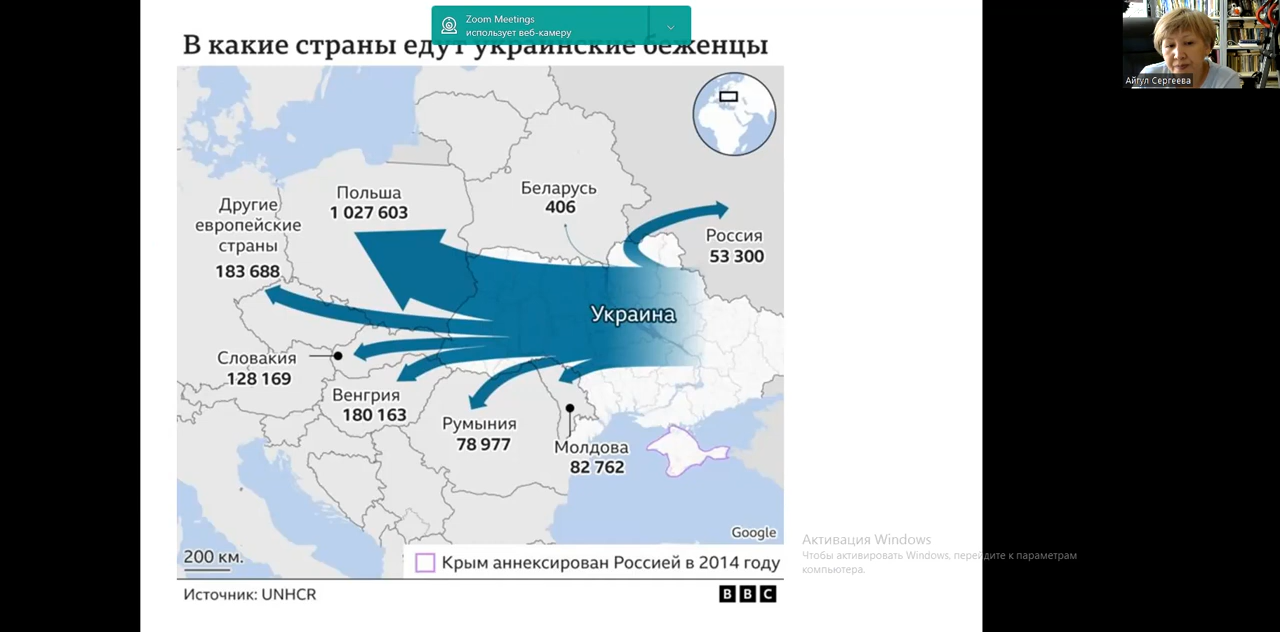 Zoom Meetings
использует веб-камеру
В какие страны едут украинские беженцы
Айгул Сергеева
Польша
1 027 603
Беларусь
406
Другие
европейские
страны
183 688
Россия
53 300
Украина
Словакия
128 169
Венгрия
180 163
Румыния
78 977
Молдова
82 762
Google
200 км.
Крым аннексирован Россией в 2014 году
Источник: UNHCR
BBC
Активация Windows
Чтобы активировать Windows, перейдите к параметрам
компьютера.